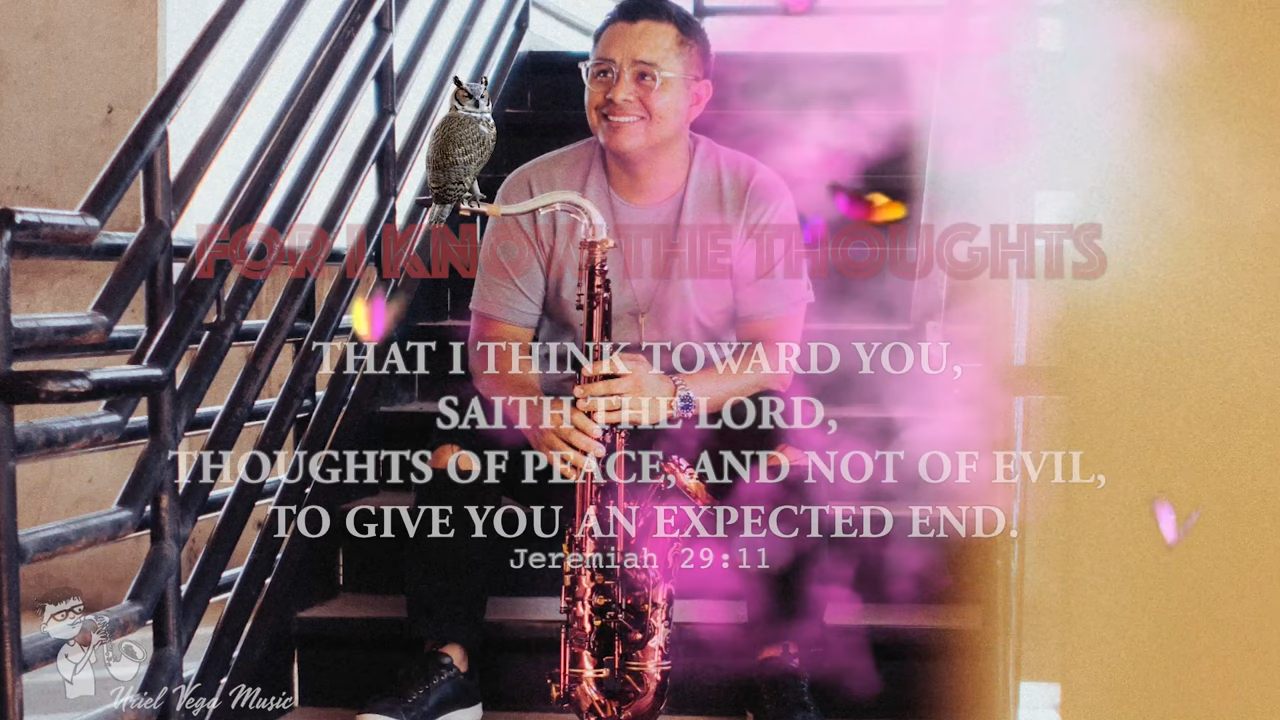 FOR I KNOW THE THOUGHTS
THAT I THINK TOWARD YOU,
SAITH THE LORD,
THOUGHTS OF PEACE, AND NOT OF EVIL,
TO GIVE YOU AN EXPECTED END.
Jeremiah 29:11
Uriel Vega Music